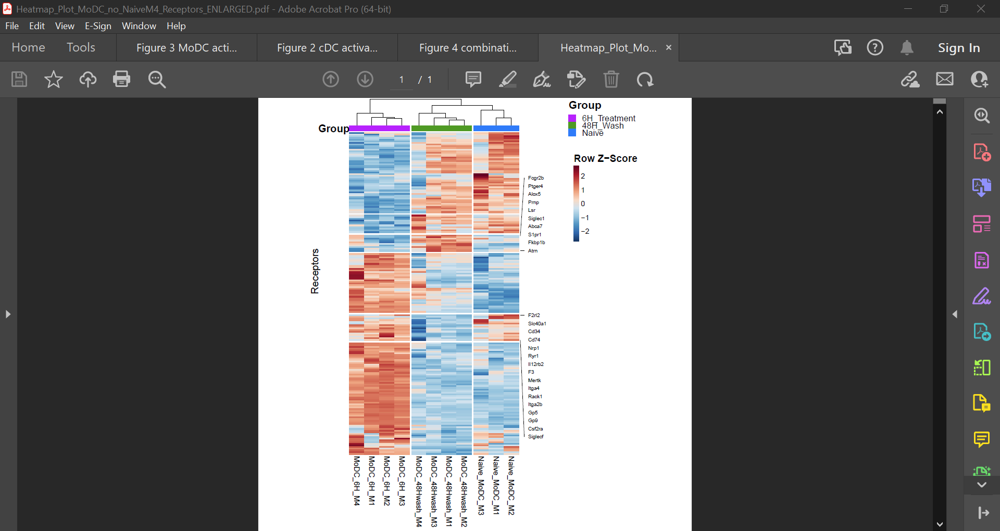 Heatmap_Plot_MoDC_no_NaiveM4_Receptors_ENLARGED.pdf - Adobe Acrobat Pro (64-bit)
File Edit View E-Sign Window Help
Home Tools Figure 3 MoDC acti... Figure 2 cDC activa... Figure 4 combinati... Heatmap_Plot_Mo... × Sign In
1 / 1
Group
6H_Treatment
48H_Wash
Naive
Group
Row Z-Score
2
1
0
-1
-2
Fcgr2b
Ptger4
Alox5
Prnp
Lsr
Siglec1
Abca7
S1pr1
Fkbp1b
Atrn
Receptors
F2rl2
Slc40a1
Cd34
Cd74
Nrp1
Ryr1
Il12rb2
F3
Mertk
Itga4
Rack1
Itga2b
Gp5
Gp9
Csf2ra
Siglecf
MoDC_6H_M4
MoDC_6H_M1
MoDC_6H_M2
MoDC_6H_M3
MoDC_48Hwash_M4
MoDC_48Hwash_M3
MoDC_48Hwash_M1
MoDC_48Hwash_M2
Naive_MoDC_M3
Naive_MoDC_M1
Naive_MoDC_M2